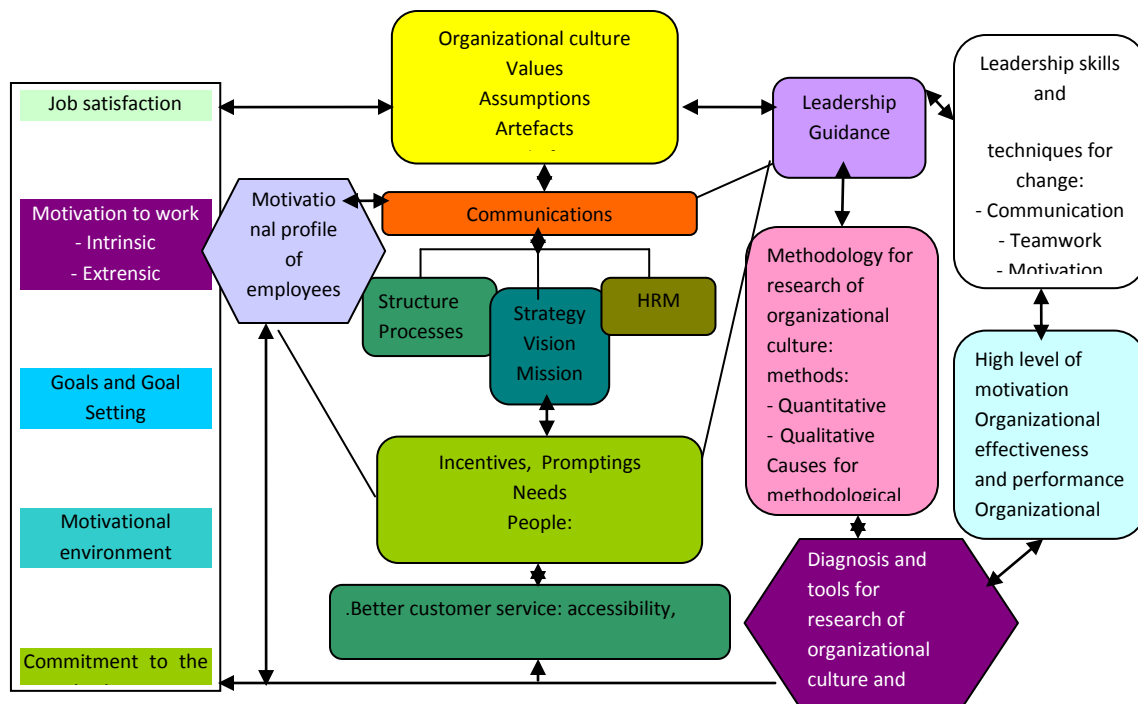 Organizational culture
Values
Assumptions
Artefacts
Leadership skills
and
techniques for
change:
- Communication
- Teamwork
- Motivation
Job satisfaction
Leadership
Guidance
Motivatio
nal profile
of
employees
Communications
Motivation to work
- Intrinsic
- Extrensic
Structure
Processes
Strategy
Vision
Mission
HRM
Methodology for
research of
organizational
culture:
methods:
- Quantitative
- Qualitative
Causes for
methodological
High level of
motivation
Organizational
effectiveness
and performance
Organizational
Goals and Goal
Setting
Incentives, Promptings
Needs
People:
Motivational
environment
.Better customer service: accessibility,
Diagnosis and
tools for
research of
organizational
culture and
Commitment to the